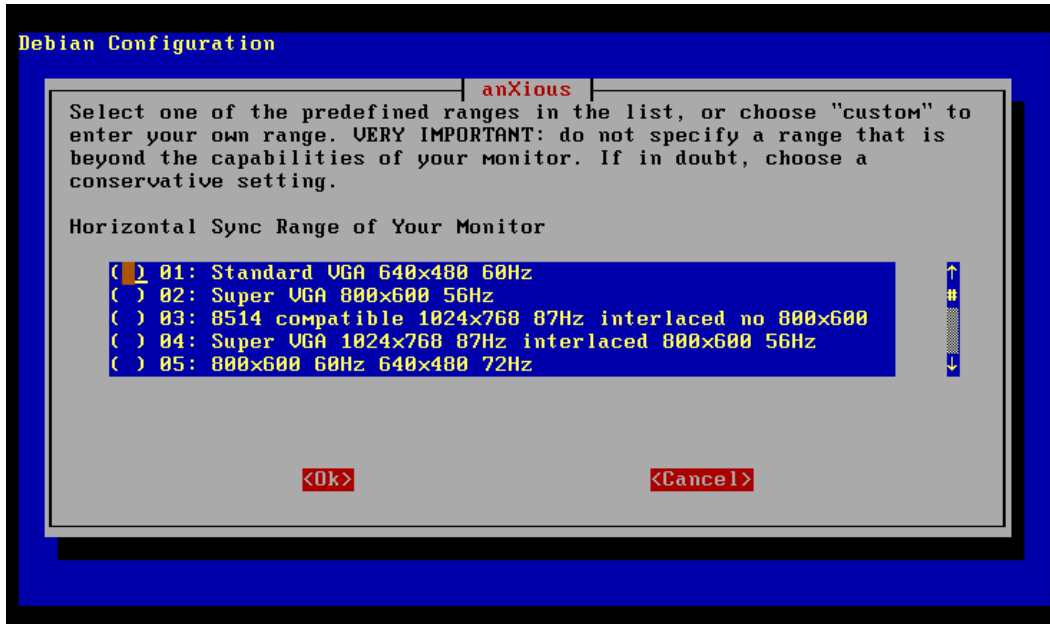 Debian Configuration
anXious
Select one of the predefined ranges in the list, or choose "custom" to
enter your own range. VERY IMPORTANT: do not specify a range that is
beyond the capabilities of your monitor. If in doubt, choose a
conservative setting.
Horizontal Sync Range of Your Monitor
( ) 01: Standard VGA 640x480 60Hz ↑
( ) 02: Super VGA 800x600 56Hz #
( ) 03: 8514 compatible 1024x768 87Hz interlaced no 800x600
( ) 04: Super VGA 1024x768 87Hz interlaced 800x600 56Hz
( ) 05: 800x600 60Hz 640x480 72Hz ↓
<Ok> <Cancel>